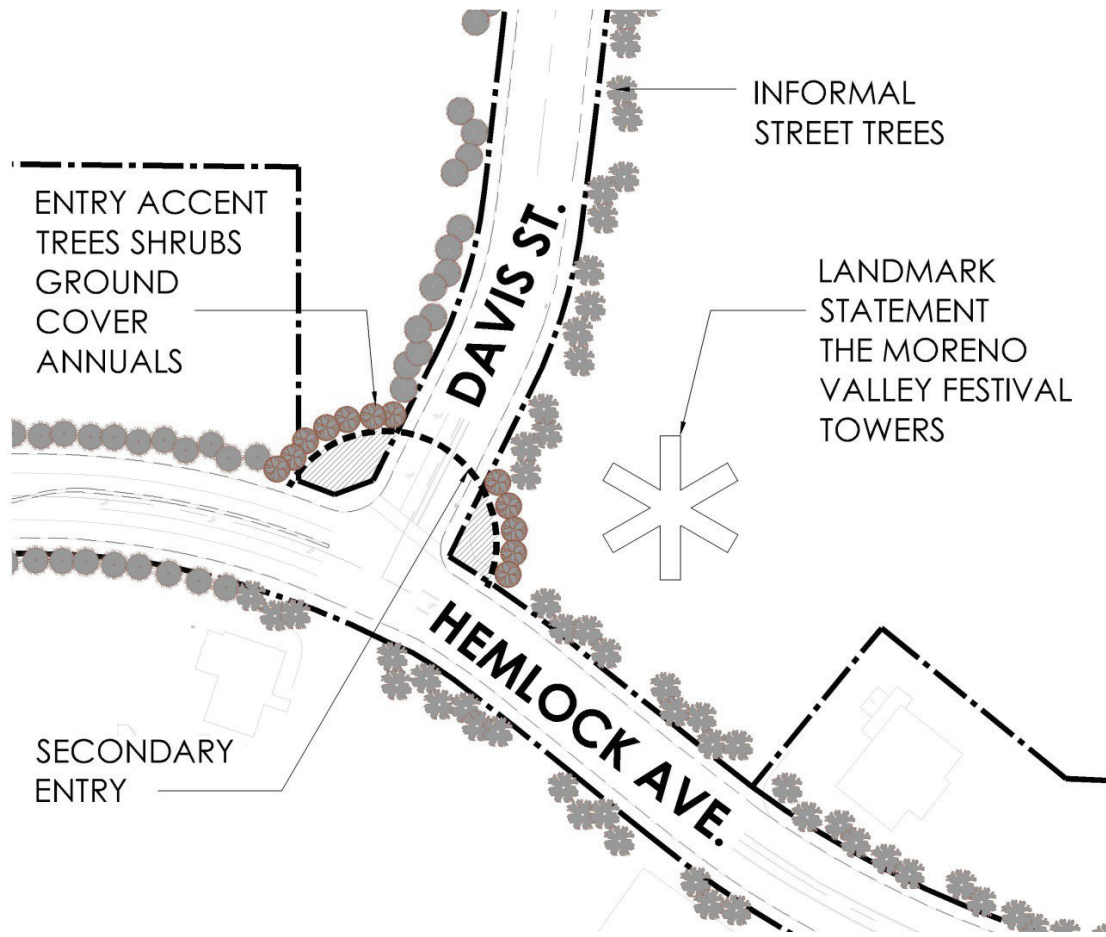 INFORMAL
STREET TREES
ENTRY ACCENT
TREES SHRUBS
GROUND
COVER
ANNUALS
DAVIS ST.
LANDMARK
STATEMENT
THE MORENO
VALLEY FESTIVAL
TOWERS
HEMLOCK AVE.
SECONDARY
ENTRY